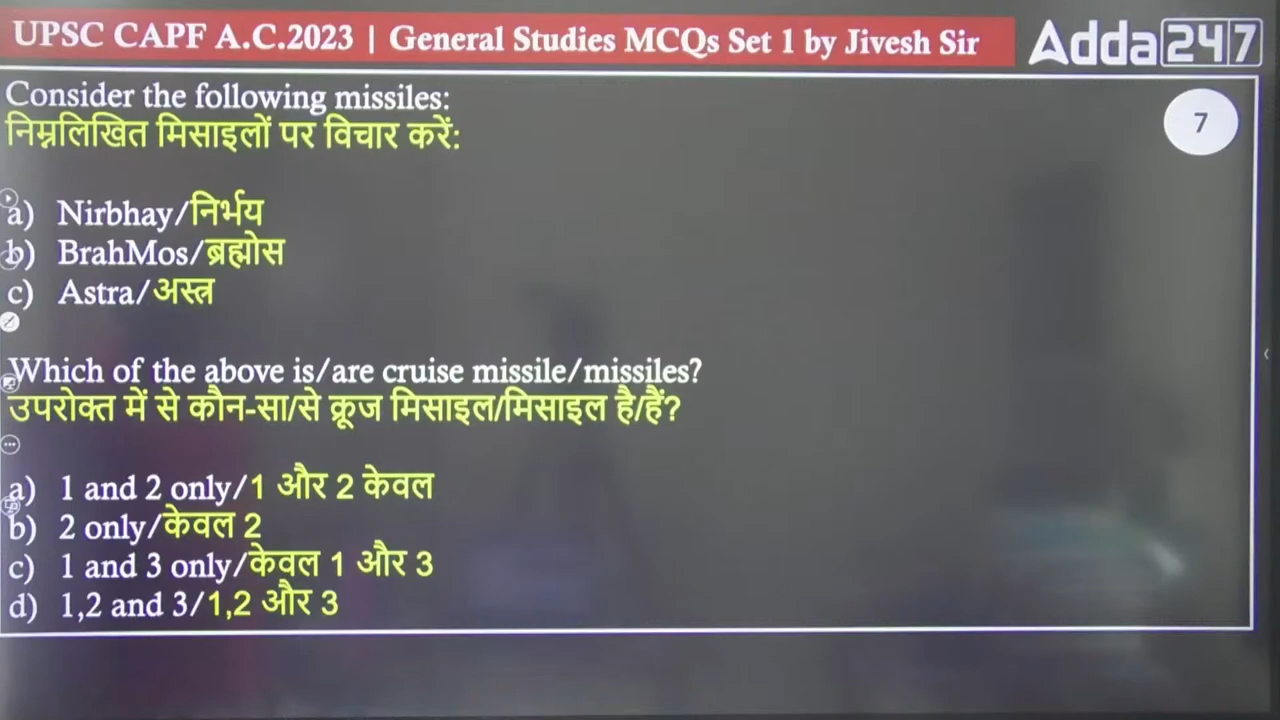 UPSC CAPF A.C.2023 | General Studies MCQs Set 1 by Jivesh Sir
Adda247
Consider the following missiles:
7
निम्नलिखित मिसाइलों पर विचार करें:
a) Nirbhay/निर्भय
b) BrahMos/ब्रह्मोस
c) Astra/अस्त्र
Which of the above is/are cruise missile/missiles?
उपरोक्त में से कौन-सा/से क्रूज मिसाइल/मिसाइल है/हैं?
a) 1 and 2 only/1 और 2 केवल
b) 2 only/केवल 2
c) 1 and 3 only/केवल 1 और 3
d) 1,2 and 3/1,2 और 3